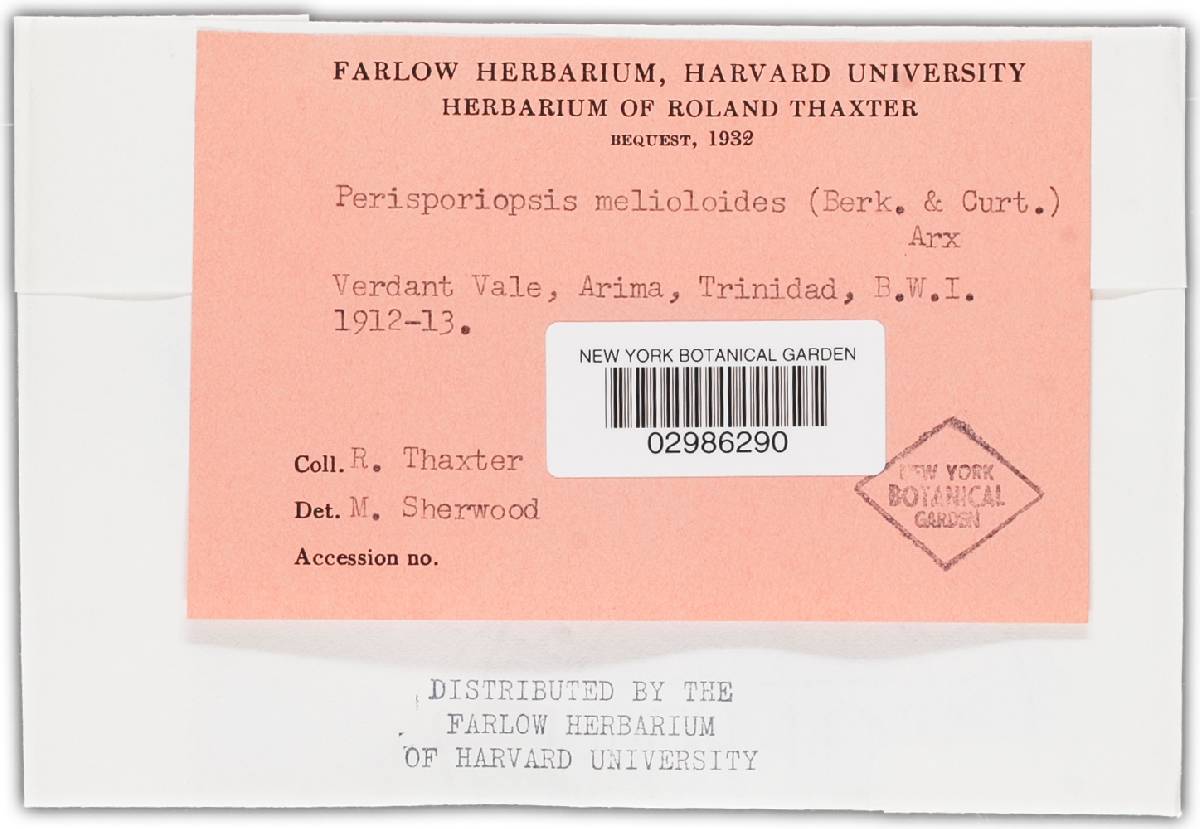 FARLOW HERBARIUM, HARVARD UNIVERSITY
HERBARIUM OF ROLAND THAXTER
BEQUEST, 1932
Perisporiopsis melioloides (Berk. & Curt.)
Arx
Verdant Vale, Arima, Trinidad, B.W.I.
1912-13.
NEW YORK BOTANICAL GARDEN
02986290
Coll. R. Thaxter
Det. M. Sherwood
Accession no.
NEW YORK
BOTANICAL
GARDEN
DISTRIBUTED BY THE
FARLOW HERBARIUM
OF HARVARD UNIVERSITY